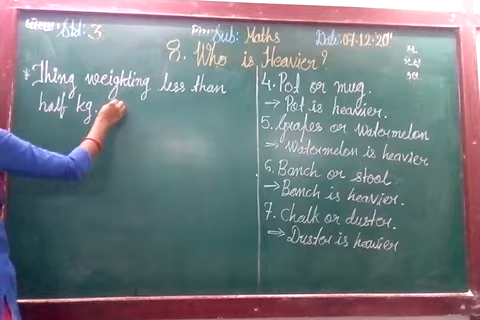 Std: 3.
Sub: Maths
Date: 07-12-'20
8. Who is Heavier?
* Thing weighting less than
half kg.
4. Pot or mug.
→ Pot is heavier.
5. Grapes or Watermelon
⇒ Watermelon is heavier
6. Banch or stool
→ Banch is heavier.
7. Chalk or duster.
⇒ Duster is heavier